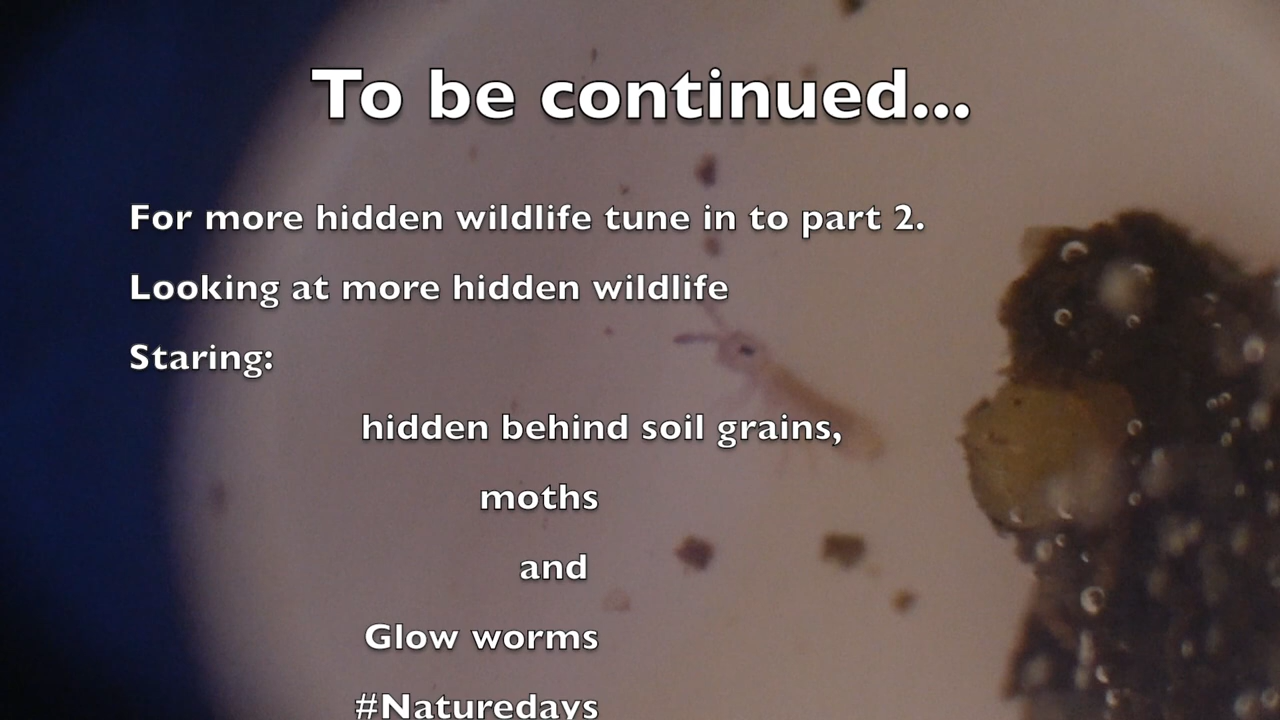 To be continued...
For more hidden wildlife tune in to part 2.
Looking at more hidden wildlife
Staring:
hidden behind soil grains,
moths
and
Glow worms
#Naturedays